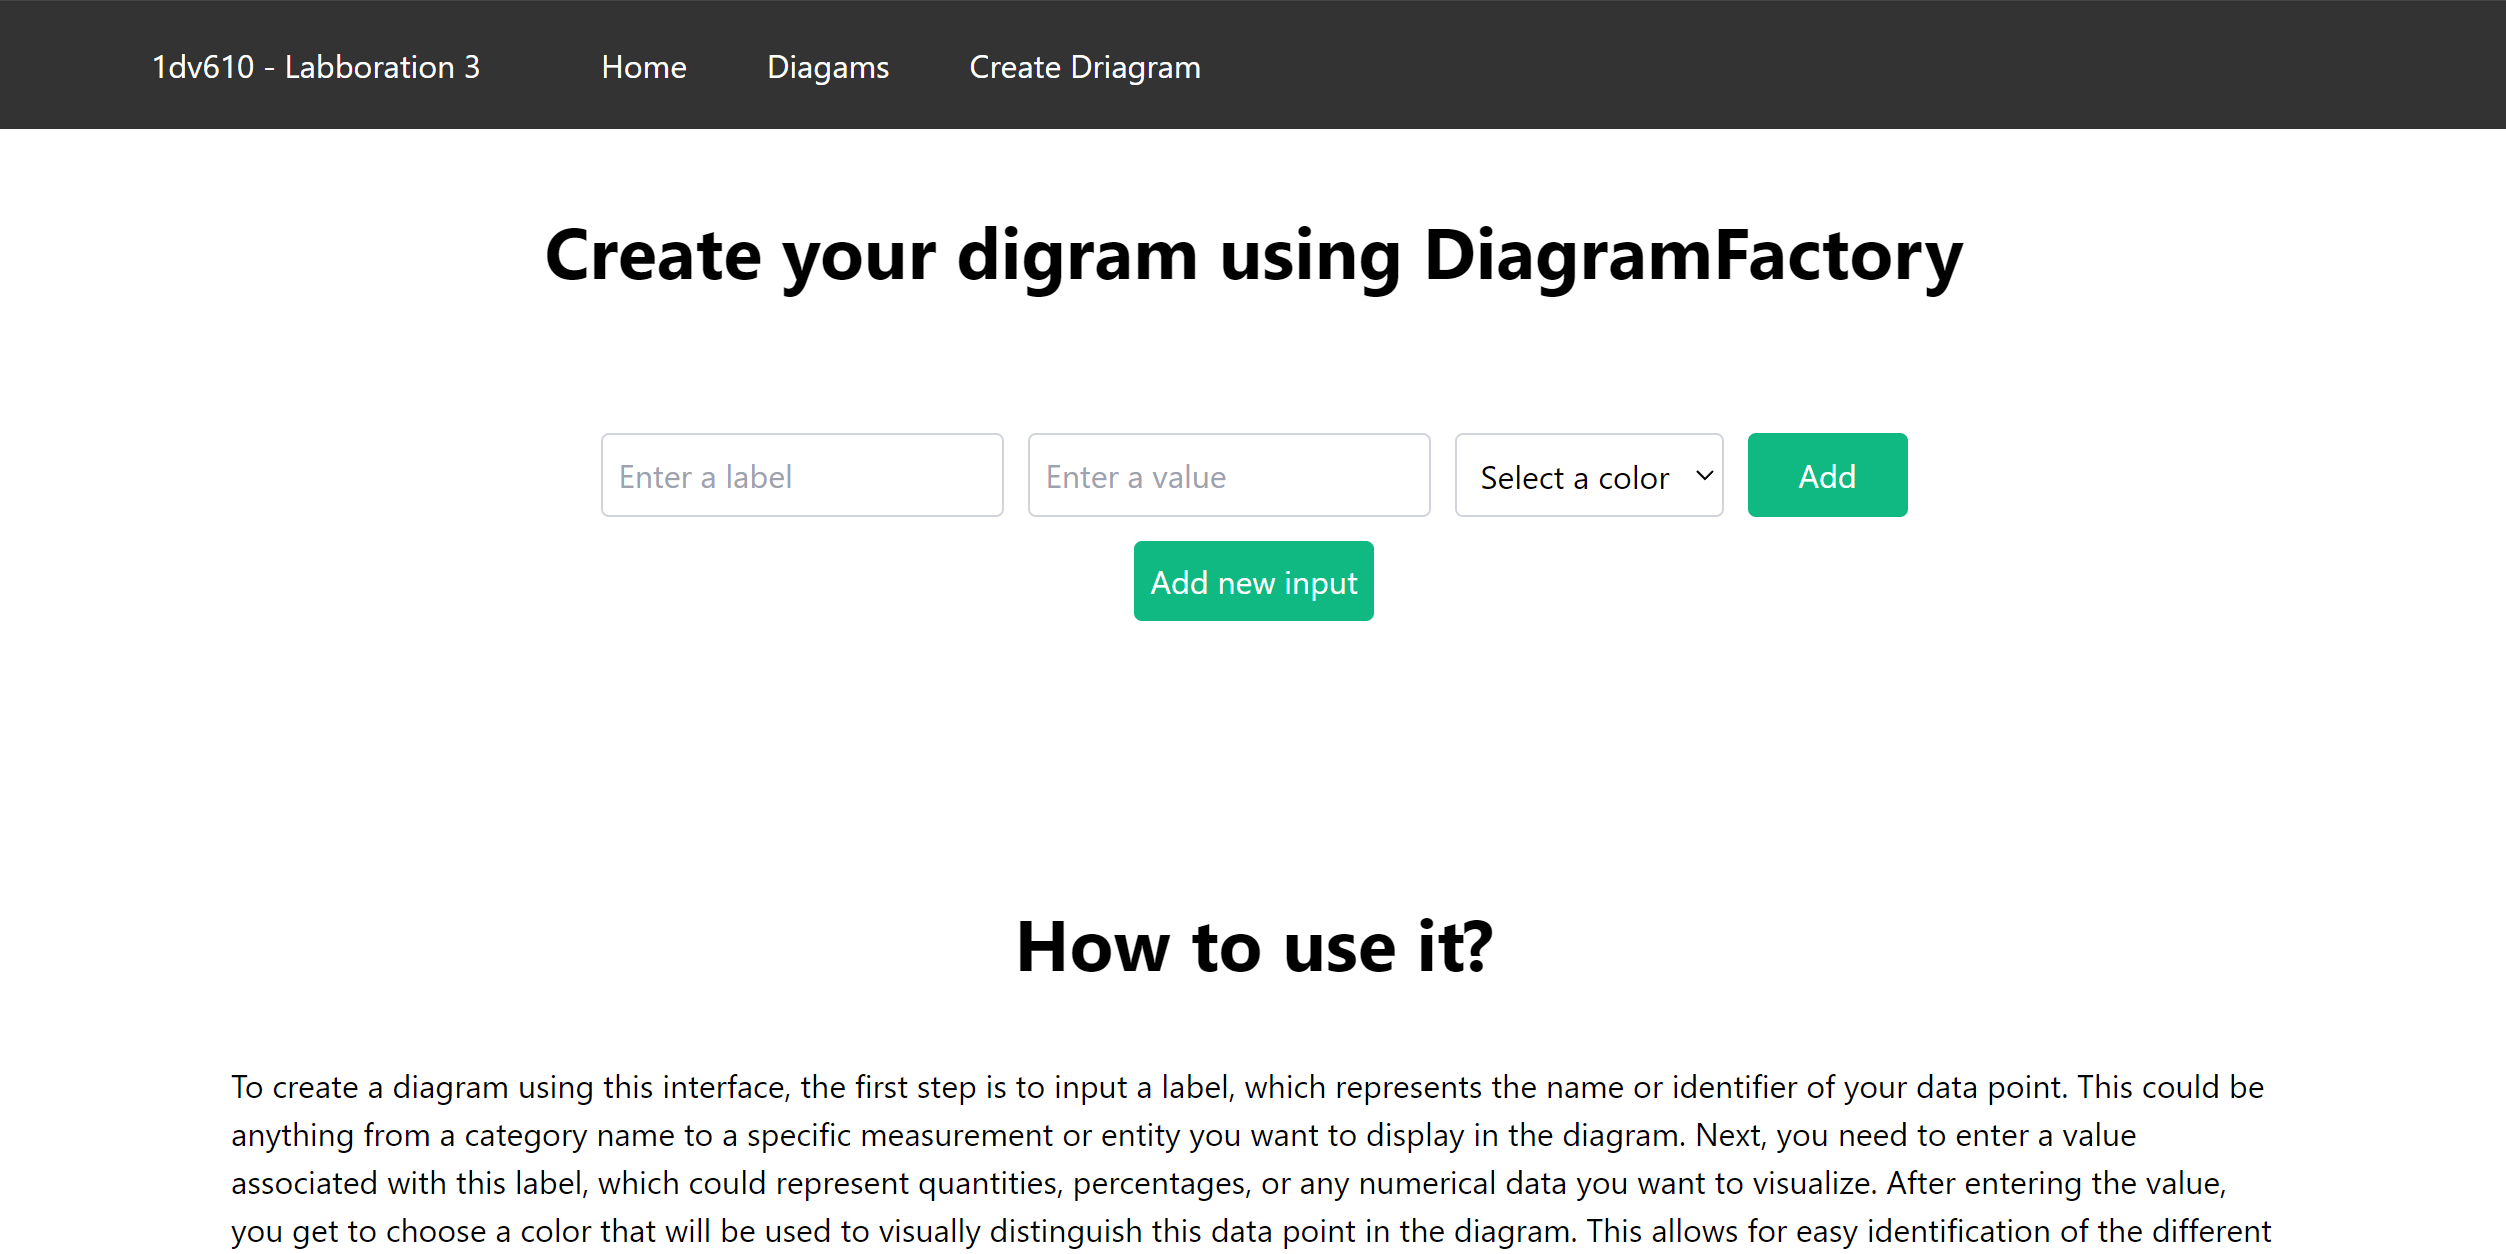 1dv610 - Labboration 3 Home Diagams Create Driagram
Create your digram using DiagramFactory
Enter a label Enter a value Select a color Add
Add new input
How to use it?
To create a diagram using this interface, the first step is to input a label, which represents the name or identifier of your data point. This could be
anything from a category name to a specific measurement or entity you want to display in the diagram. Next, you need to enter a value
associated with this label, which could represent quantities, percentages, or any numerical data you want to visualize. After entering the value,
you get to choose a color that will be used to visually distinguish this data point in the diagram. This allows for easy identification of the different